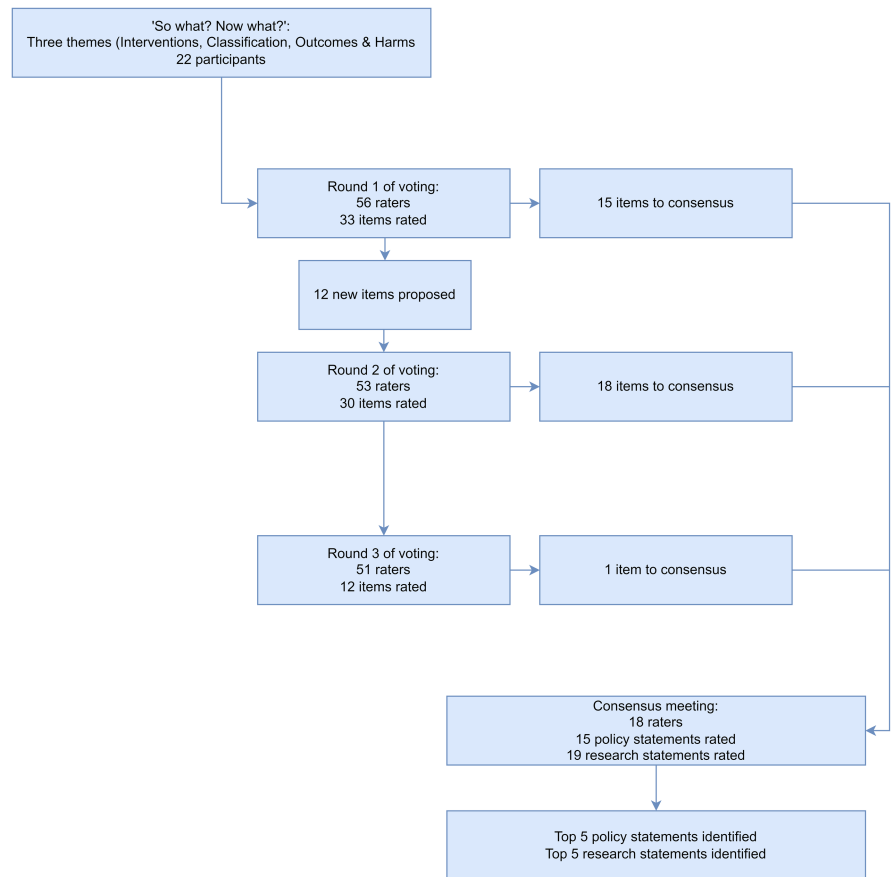 'So what? Now what?':
Three themes (Interventions, Classification, Outcomes & Harms
22 participants
Round 1 of voting:
56 raters
33 items rated
15 items to consensus
12 new items proposed
Round 2 of voting:
53 raters
30 items rated
18 items to consensus
Round 3 of voting:
51 raters
12 items rated
1 item to consensus
Consensus meeting:
18 raters
15 policy statements rated
19 research statements rated
Top 5 policy statements identified
Top 5 research statements identified